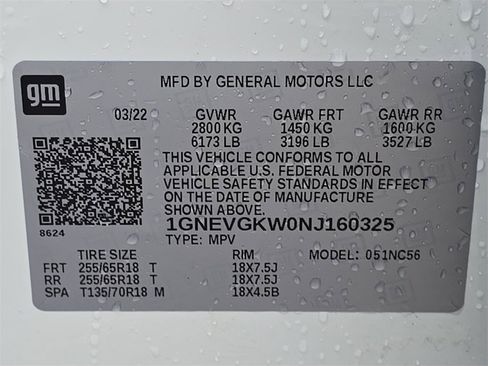 gm
MFD BY GENERAL MOTORS LLC
03/22 GVWR GAWR FRT GAWR RR
2800 KG 1450 KG 1600 KG
6173 LB 3196 LB 3527 LB
THIS VEHICLE CONFORMS TO ALL
APPLICABLE U.S. FEDERAL MOTOR
VEHICLE SAFETY STANDARDS IN EFFECT
ON THE DATE OF MANUFACTURE
SHOWN ABOVE.
8624
1GNEVGKW0NJ160325
TYPE: MPV
TIRE SIZE RIM MODEL: 051NC56
FRT 255/65R18 T 18X7.5J
RR 255/65R18 T 18X7.5J
SPA T135/70R18 M 18X4.5B